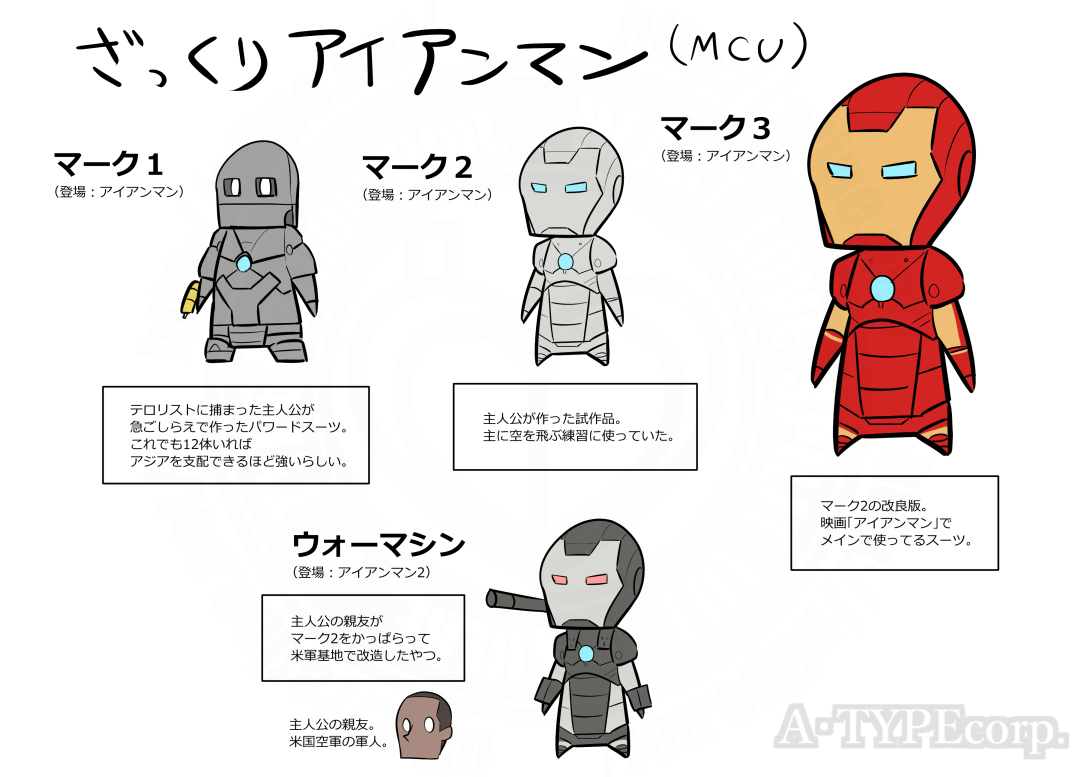 ざっくりアイアンマン(MCU)
マーク1
(登場：アイアンマン)
マーク2
(登場：アイアンマン)
マーク3
(登場：アイアンマン)
テロリストに捕まった主人公が
急ごしらえで作ったパワードスーツ。
これでも12体いれば
アジアを支配できるほど強いらしい。
主人公が作った試作品。
主に空を飛ぶ練習に使っていた。
マーク2の改良版。
映画｢アイアンマン｣で
メインで使ってるスーツ。
ウォーマシン
(登場：アイアンマン2)
主人公の親友が
マーク2をかっぱらって
米軍基地で改造したやつ。
主人公の親友。
米国空軍の軍人。
A・TYPEcorp.